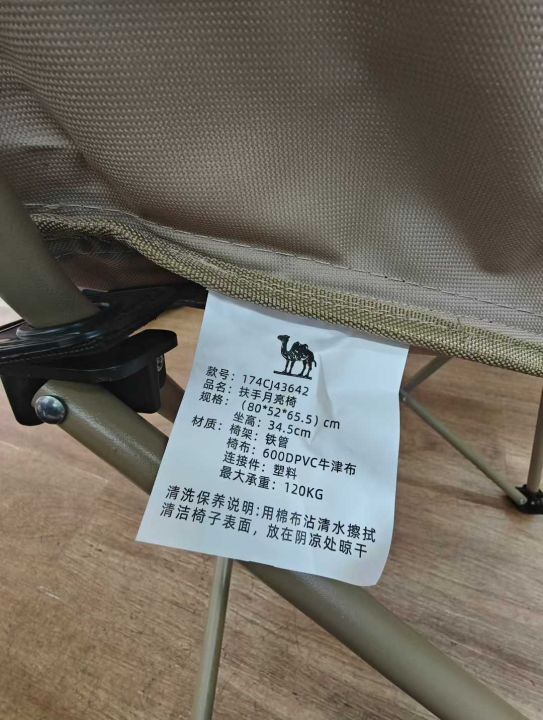 款号：174CJ43642
品名：扶手月亮椅
规格：（80*52*65.5）cm
坐高：34.5cm
材质：椅架：铁管
椅布：600DPVC牛津布
连接件：塑料
最大承重：120KG
清洗保养说明:用棉布沾清水擦拭
清洁椅子表面，放在阴凉处晾干